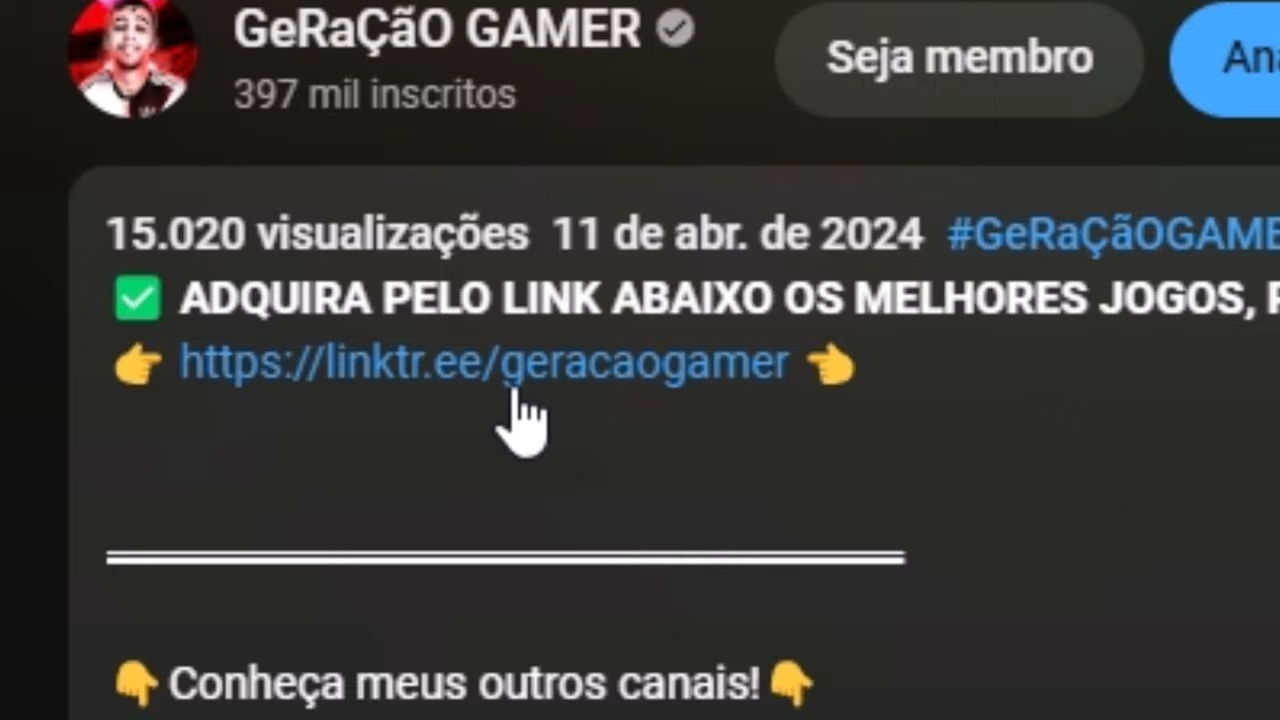 GeRaÇãO GAMER
397 mil inscritos
Seja membro
15.020 visualizações 11 de abr. de 2024 #GeRaÇãOGAME
✅ ADQUIRA PELO LINK ABAIXO OS MELHORES JOGOS,
👉 https://linktr.ee/geracaogamer 👈
👇Conheça meus outros canais!👇